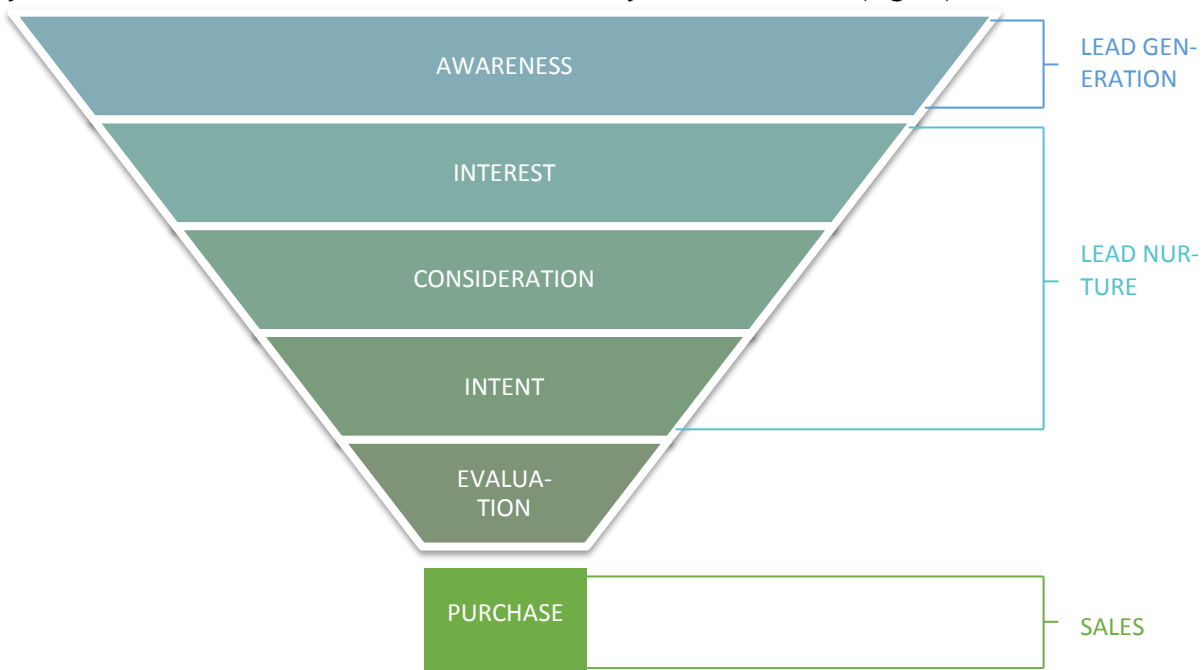 AWARENESS
LEAD GEN-
ERATION
INTEREST
CONSIDERATION
LEAD NUR-
TURE
INTENT
EVALUA-
TION
PURCHASE
SALES